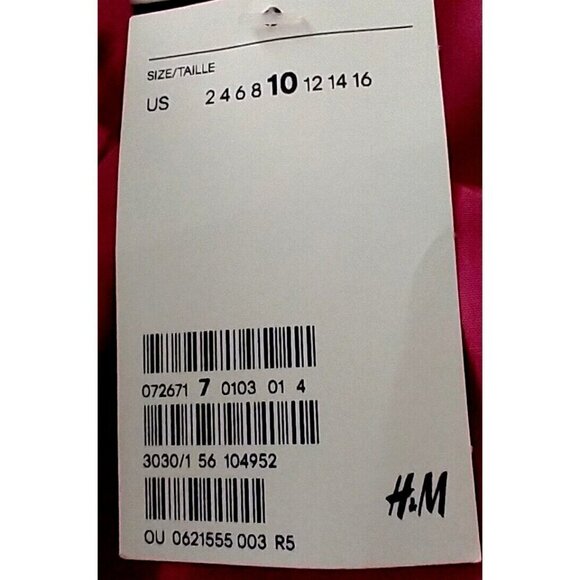 SIZE/TAILLE
US 2 4 6 8 10 12 14 16
072671 7 0103 01 4
3030/1 56 104952
H&M
OU 0621555 003 R5